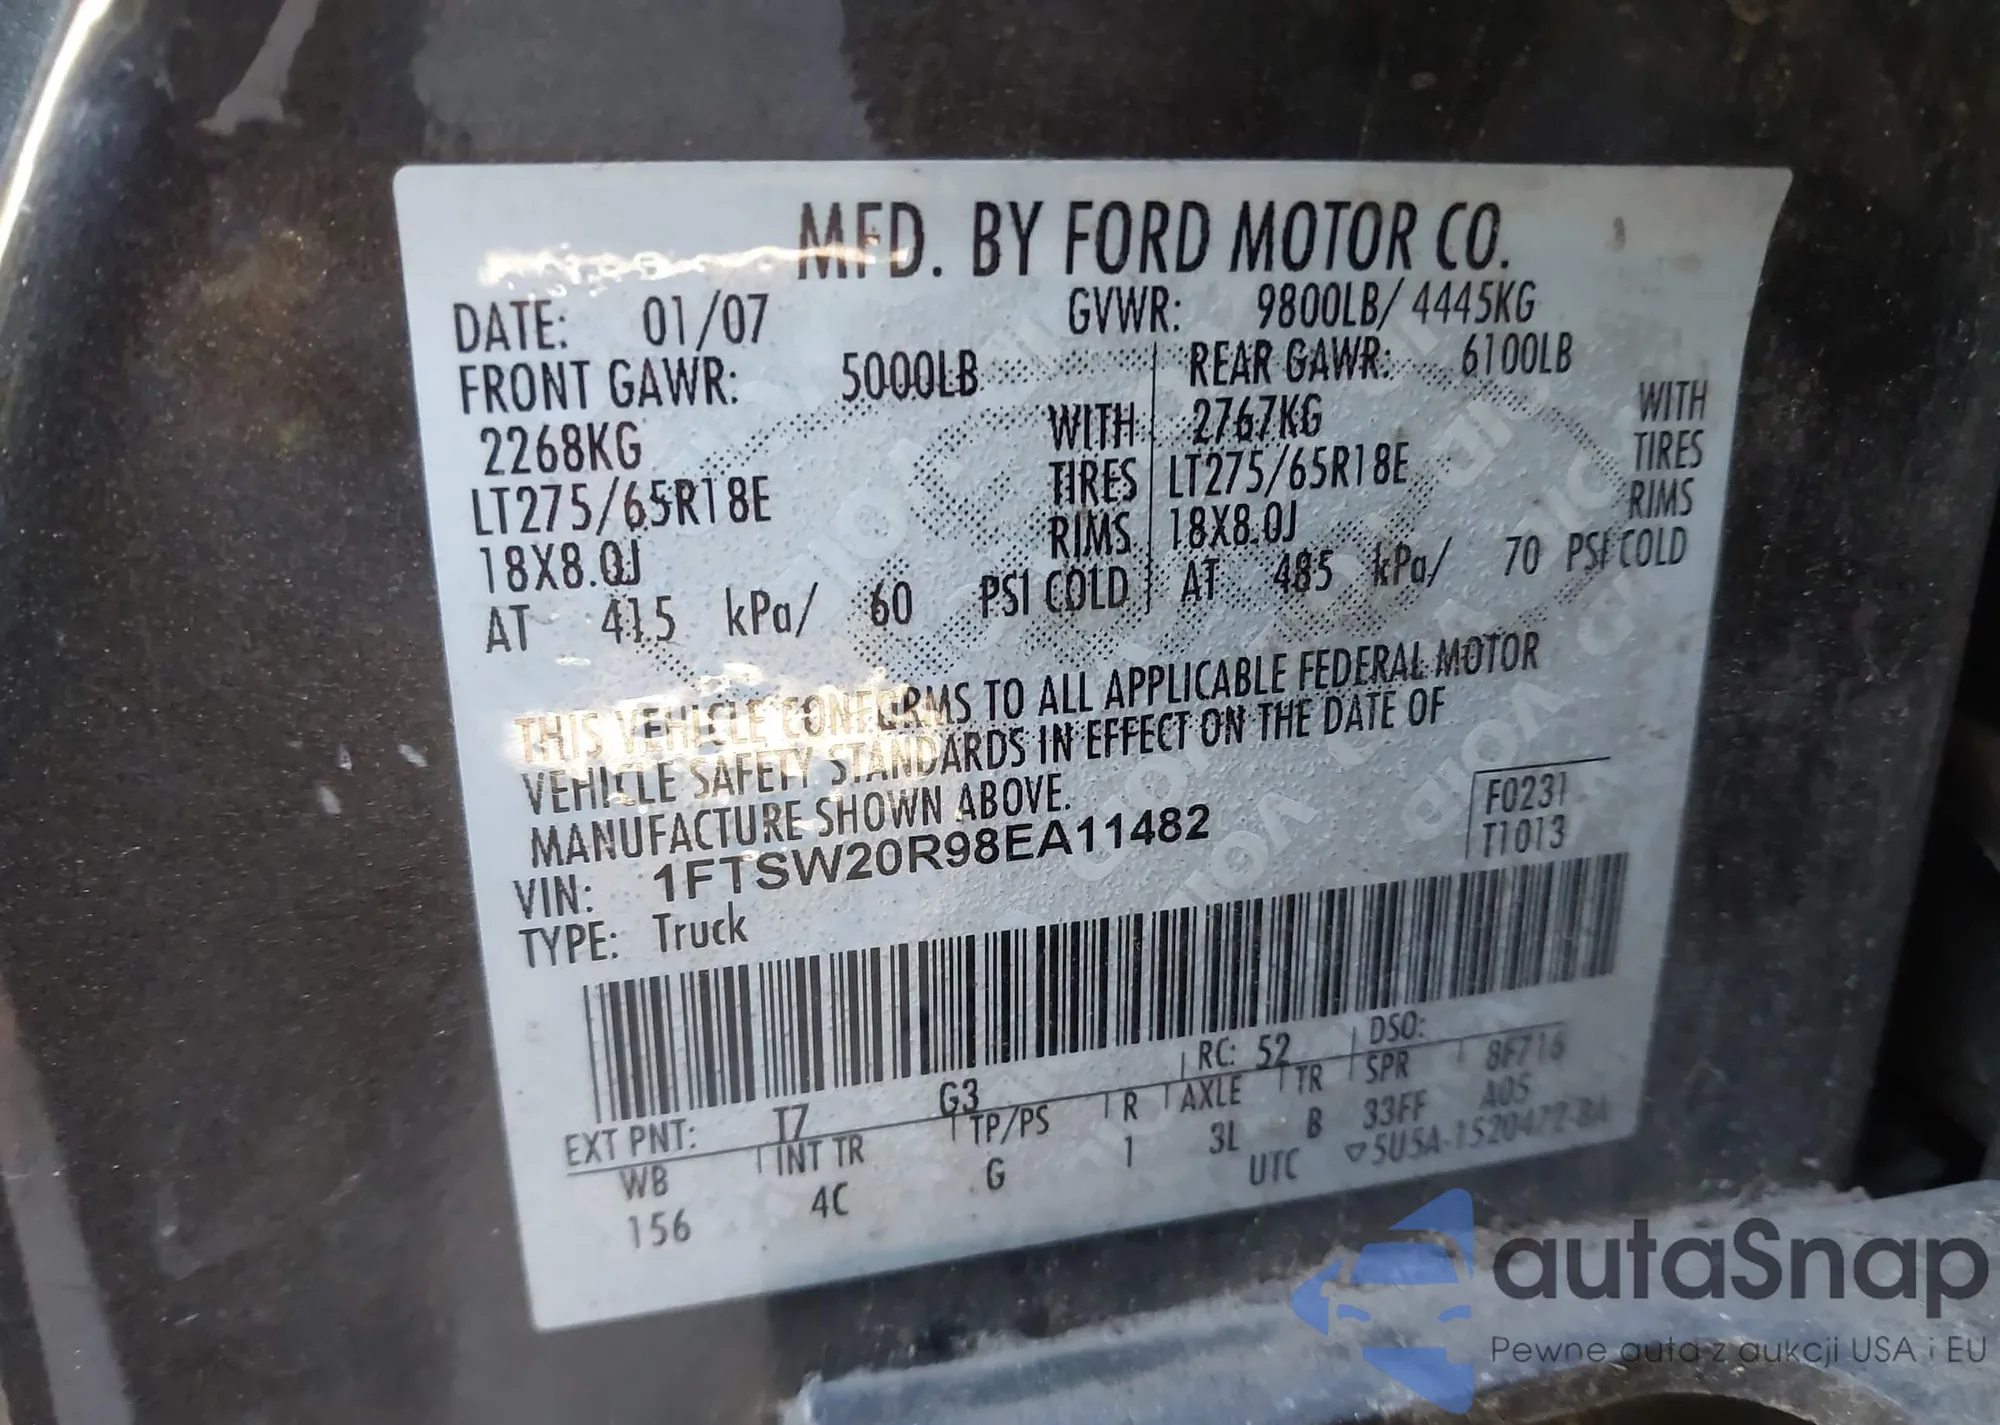 MFD. BY FORD MOTOR CO.
DATE: 01/07 GVWR: 9800LB/ 4445KG
FRONT GAWR: 5000LB REAR GAWR: 6100LB
2268KG WITH 2767KG WITH
LT275/65R18E TIRES LT275/65R18E TIRES
18X8.0J RIMS 18X8.0J RIMS
AT 415 kPa/ 60 PSI COLD AT 485 kPa/ 70 PSI COLD
THIS VEHICLE CONFORMS TO ALL APPLICABLE FEDERAL MOTOR
VEHICLE SAFETY STANDARDS IN EFFECT ON THE DATE OF
MANUFACTURE SHOWN ABOVE.
VIN: 1FTSW20R98EA11482
F0231
T1013
TYPE: Truck
RC: 52 DSO:
EXT PNT: T7 G3 8F716
WB INT TR TP/PS R AXLE TR SPR
156 4C G 1 3L B 33FF A05
UTC ▽5U5A-1520472-BA
autaSnap
Pewne auta z aukcji USA i EU